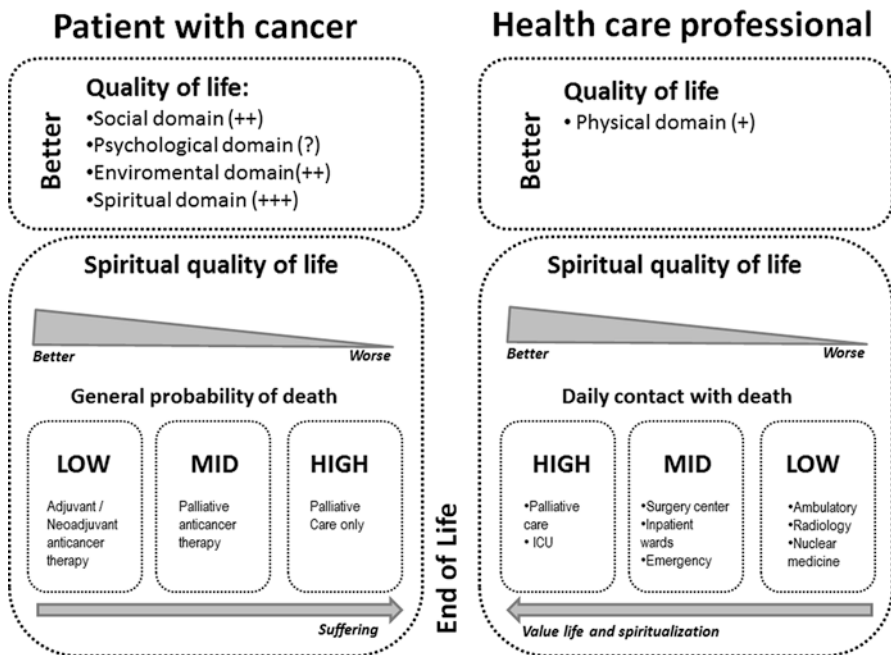 Patient with cancer
Better
Quality of life:
•Social domain (++)
•Psychological domain (?)
•Enviromental domain(++)
•Spiritual domain (+++)
Spiritual quality of life
Better
Worse
General probability of death
LOW
Adjuvant /
Neoadjuvant
anticancer
therapy
MID
Palliative
anticancer
therapy
HIGH
Palliative
Care only
Suffering
End of Life
Health care professional
Better
Quality of life
• Physical domain (+)
Spiritual quality of life
Better
Worse
Daily contact with death
HIGH
•Palliative
care
• ICU
MID
•Surgery center
•Inpatient
wards
•Emergency
LOW
•Ambulatory
•Radiology
•Nuclear
medicine
Value life and spiritualization